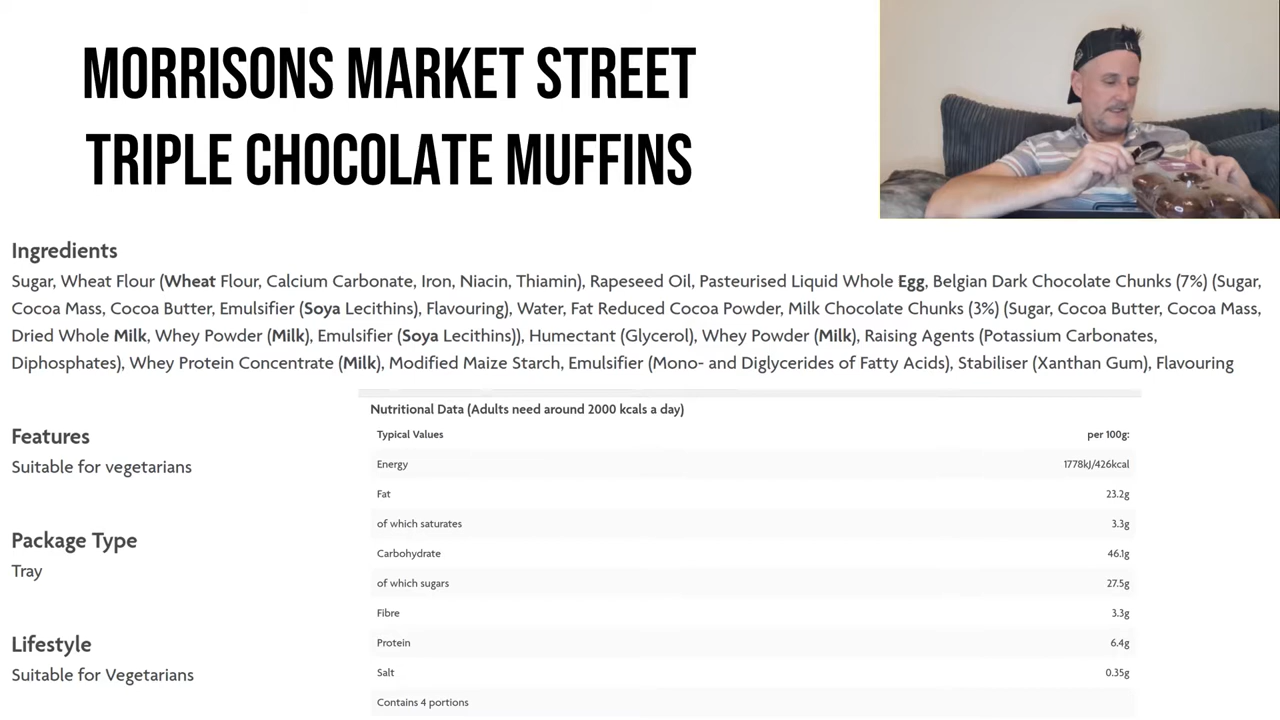 MORRISONS MARKET STREET
TRIPLE CHOCOLATE MUFFINS
Ingredients
Sugar, Wheat Flour (Wheat Flour, Calcium Carbonate, Iron, Niacin, Thiamin), Rapeseed Oil, Pasteurised Liquid Whole Egg, Belgian Dark Chocolate Chunks (7%) (Sugar,
Cocoa Mass, Cocoa Butter, Emulsifier (Soya Lecithins), Flavouring), Water, Fat Reduced Cocoa Powder, Milk Chocolate Chunks (3%) (Sugar, Cocoa Butter, Cocoa Mass,
Dried Whole Milk, Whey Powder (Milk), Emulsifier (Soya Lecithins)), Humectant (Glycerol), Whey Powder (Milk), Raising Agents (Potassium Carbonates,
Diphosphates), Whey Protein Concentrate (Milk), Modified Maize Starch, Emulsifier (Mono- and Diglycerides of Fatty Acids), Stabiliser (Xanthan Gum), Flavouring
Features
Suitable for vegetarians
Package Type
Tray
Lifestyle
Suitable for Vegetarians
Nutritional Data (Adults need around 2000 kcals a day)
Typical Values per 100g:
Energy 1778kJ/426kcal
Fat 23.2g
of which saturates 3.3g
Carbohydrate 46.1g
of which sugars 27.5g
Fibre 3.3g
Protein 6.4g
Salt 0.35g
Contains 4 portions